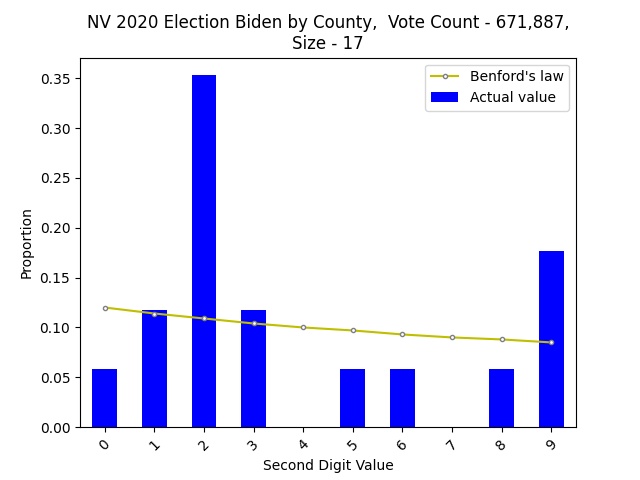 NV 2020 Election Biden by County,  Vote Count - 671,887,
Size - 17
Benford's law
Actual value
0.35
0.30
0.25
0.20
0.15
0.10
0.05
0.00
Proportion
0 1 2 3 4 5 6 7 8 9
Second Digit Value